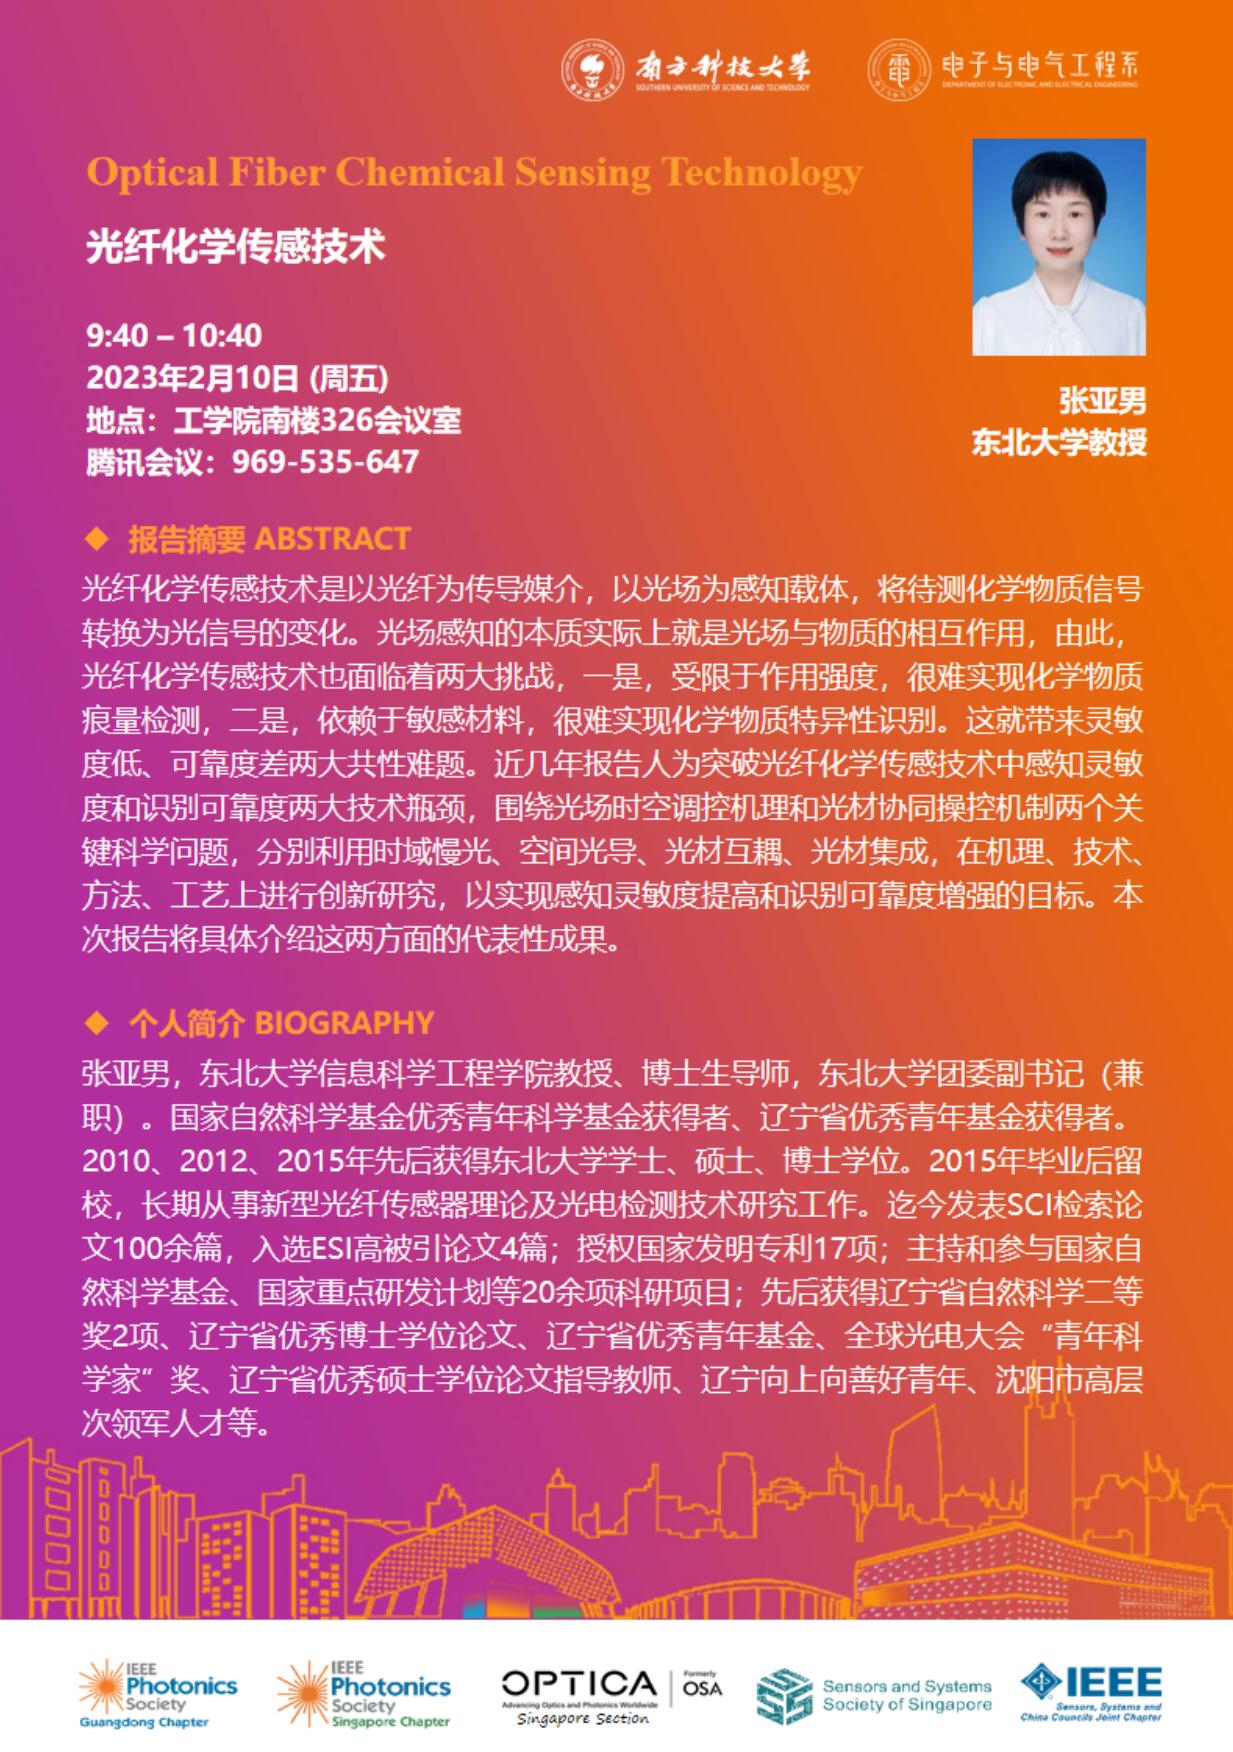 南方科技大学
SOUTHERN UNIVERSITY OF SCIENCE AND TECHNOLOGY
电子与电气工程系
DEPARTMENT OF ELECTRONIC AND ELECTRICAL ENGINEERING
Optical Fiber Chemical Sensing Technology
光纤化学传感技术
9:40 – 10:40
2023年2月10日 (周五)
地点：工学院南楼326会议室
腾讯会议：969-535-647
张亚男
东北大学教授
◆ 报告摘要 ABSTRACT
光纤化学传感技术是以光纤为传导媒介，以光场为感知载体，将待测化学物质信号
转换为光信号的变化。光场感知的本质实际上就是光场与物质的相互作用，由此，
光纤化学传感技术也面临着两大挑战，一是，受限于作用强度，很难实现化学物质
痕量检测，二是，依赖于敏感材料，很难实现化学物质特异性识别。这就带来灵敏
度低、可靠度差两大共性难题。近几年报告人为突破光纤化学传感技术中感知灵敏
度和识别可靠度两大技术瓶颈，围绕光场时空调控机理和光材协同操控机制两个关
键科学问题，分别利用时域慢光、空间光导、光材互耦、光材集成，在机理、技术、
方法、工艺上进行创新研究，以实现感知灵敏度提高和识别可靠度增强的目标。本
次报告将具体介绍这两方面的代表性成果。
◆ 个人简介 BIOGRAPHY
张亚男，东北大学信息科学工程学院教授、博士生导师，东北大学团委副书记（兼
职）。国家自然科学基金优秀青年科学基金获得者、辽宁省优秀青年基金获得者。
2010、2012、2015年先后获得东北大学学士、硕士、博士学位。2015年毕业后留
校，长期从事新型光纤传感器理论及光电检测技术研究工作。迄今发表SCI检索论
文100余篇，入选ESI高被引论文4篇；授权国家发明专利17项；主持和参与国家自
然科学基金、国家重点研发计划等20余项科研项目；先后获得辽宁省自然科学二等
奖2项、辽宁省优秀博士学位论文、辽宁省优秀青年基金、全球光电大会“青年科
学家”奖、辽宁省优秀硕士学位论文指导教师、辽宁向上向善好青年、沈阳市高层
次领军人才等。
IEEE
Photonics
Society
Guangdong Chapter
IEEE
Photonics
Society
Singapore Chapter
OPTICA
Formerly
OSA
Advancing Optics and Photonics Worldwide
Singapore Section
Sensors and Systems
Society of Singapore
IEEE
Sensors, Systems and
China Councils Joint Chapter